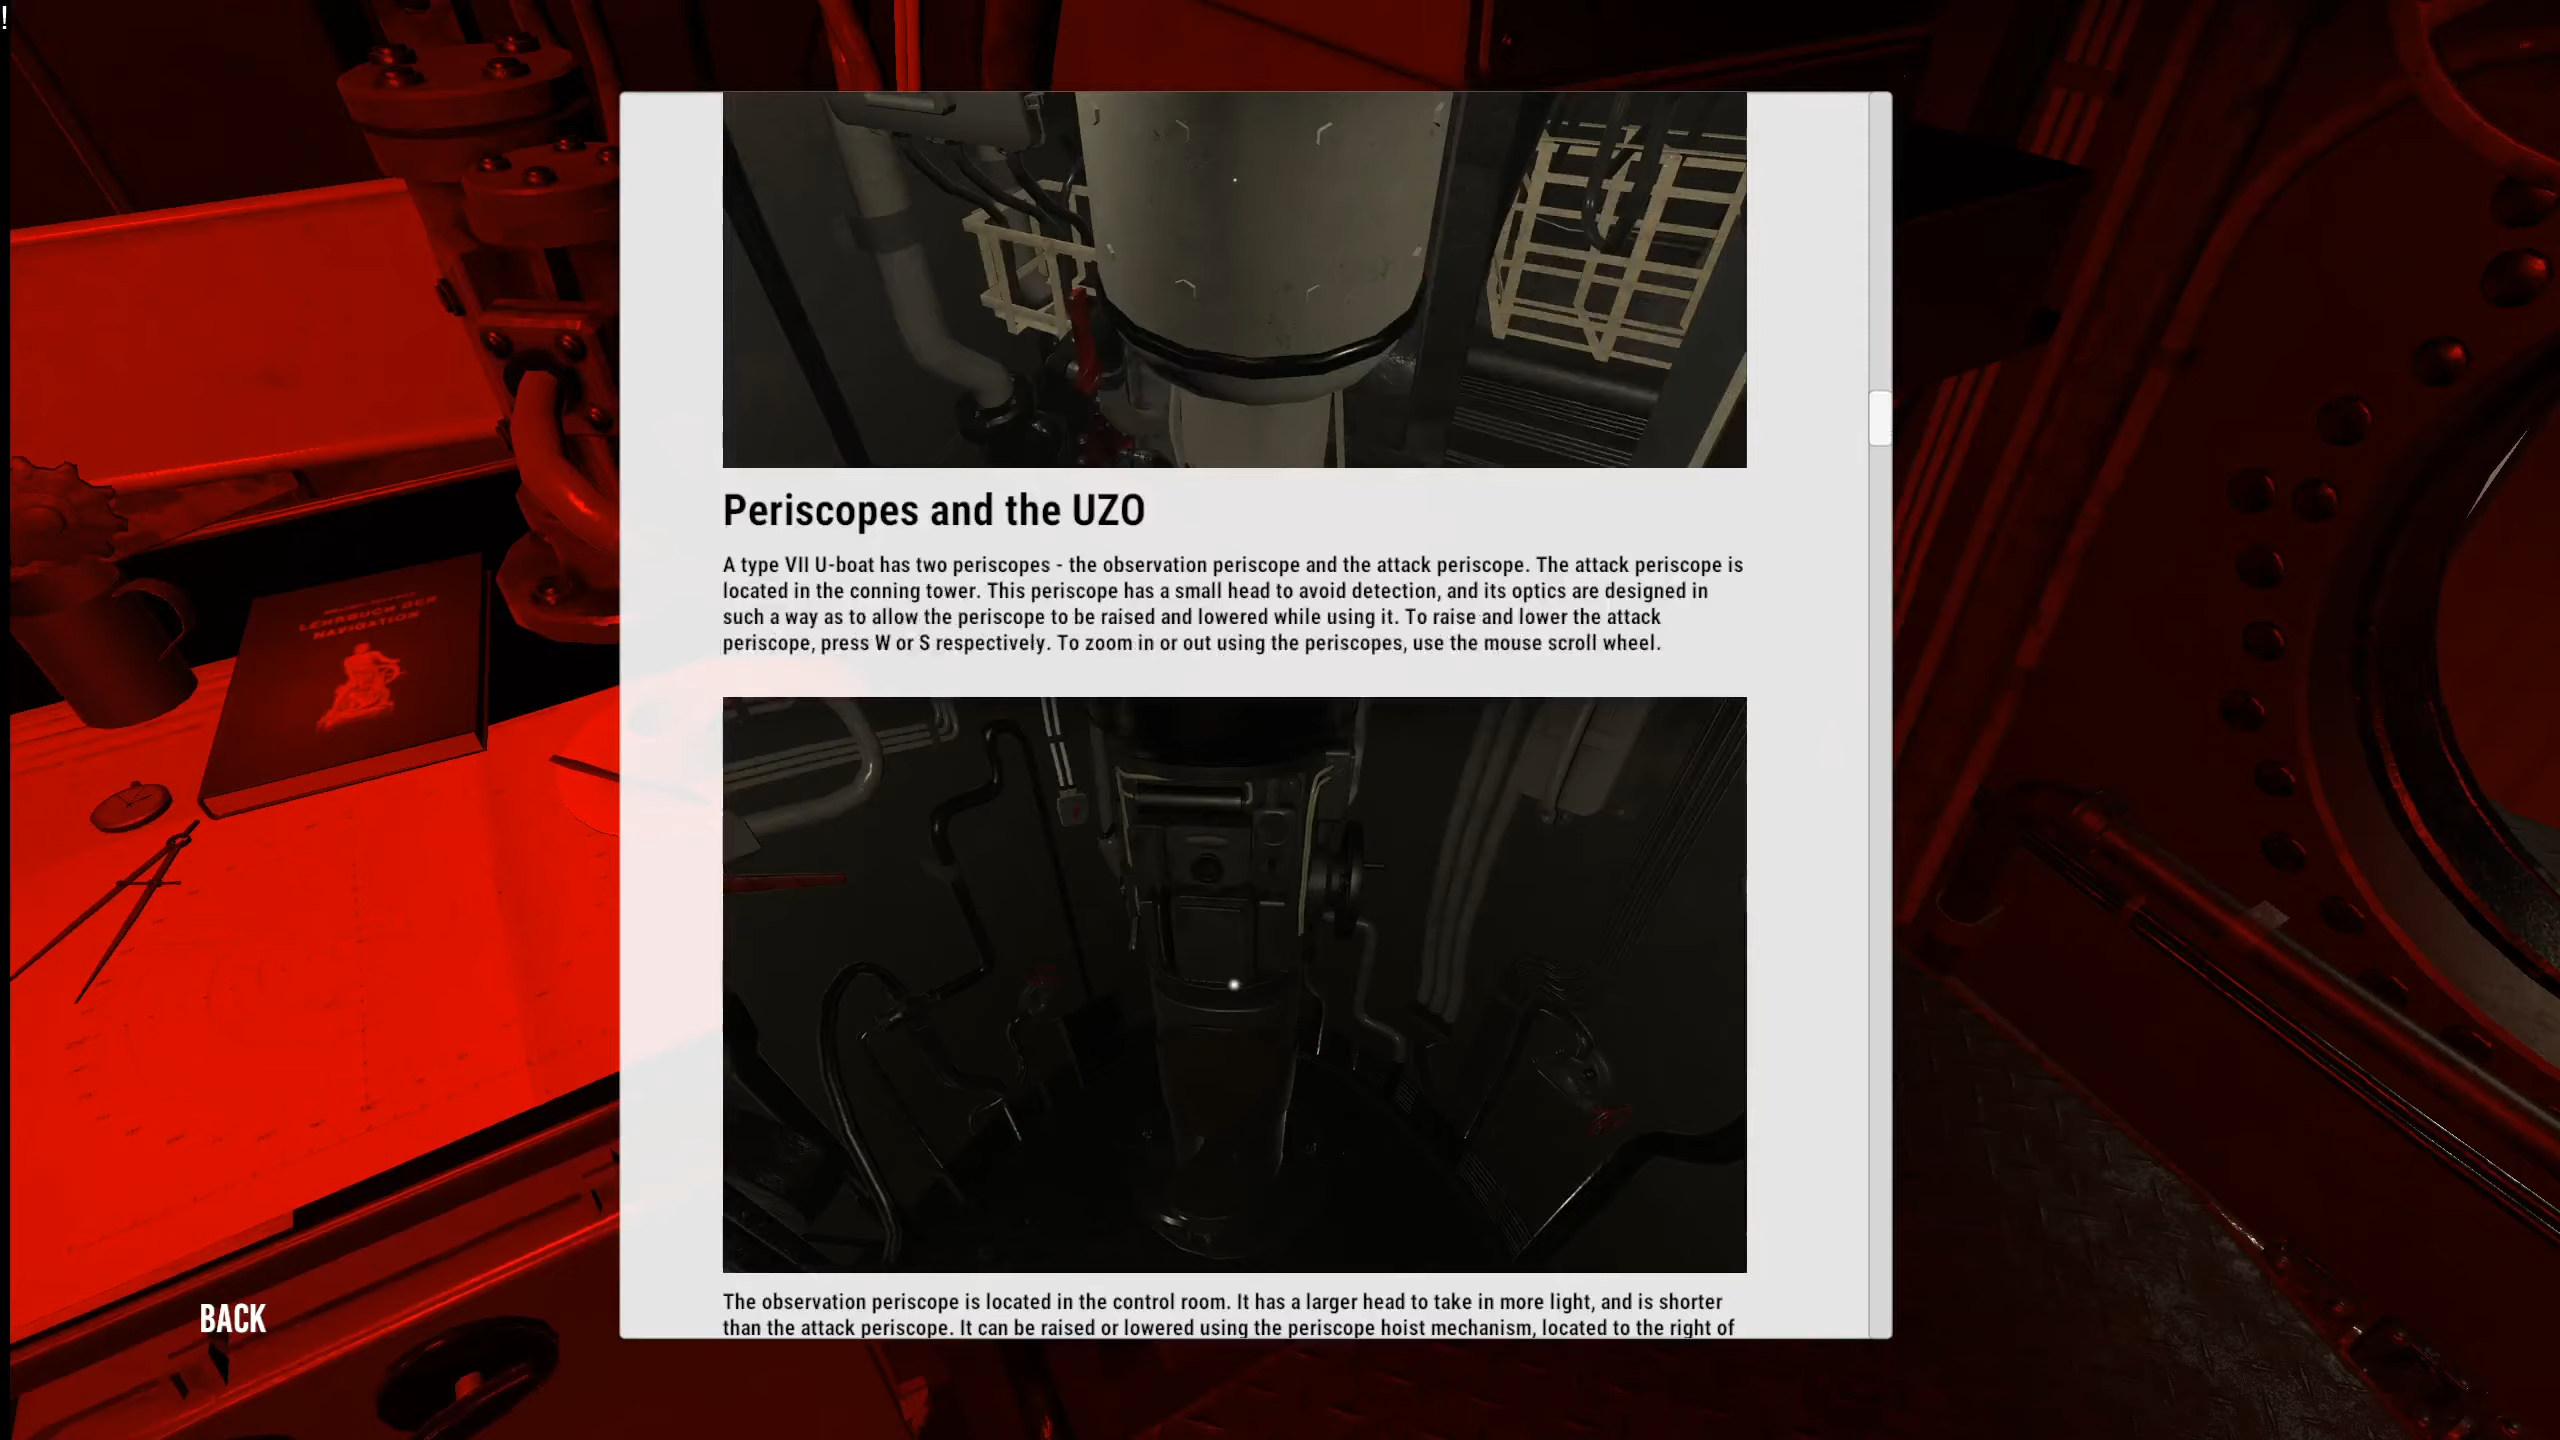 !
Periscopes and the UZO
A type VII U-boat has two periscopes - the observation periscope and the attack periscope. The attack periscope is
located in the conning tower. This periscope has a small head to avoid detection, and its optics are designed in
such a way as to allow the periscope to be raised and lowered while using it. To raise and lower the attack
periscope, press W or S respectively. To zoom in or out using the periscopes, use the mouse scroll wheel.
LEHRBUCH DER
NAVIGATION
The observation periscope is located in the control room. It has a larger head to take in more light, and is shorter
than the attack periscope. It can be raised or lowered using the periscope hoist mechanism, located to the right of
BACK